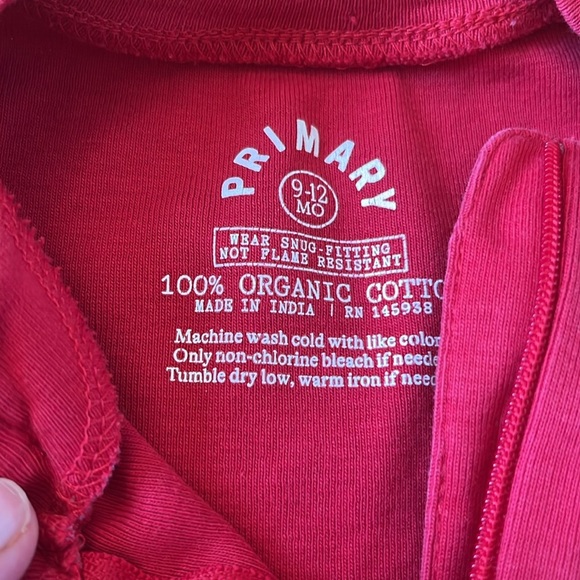 PRIMARY
9-12
MO
WEAR SNUG-FITTING
NOT FLAME RESISTANT
100% ORGANIC COTTO
MADE IN INDIA | RN 145938
Machine wash cold with like color
Only non-chlorine bleach if neede
Tumble dry low, warm iron if need